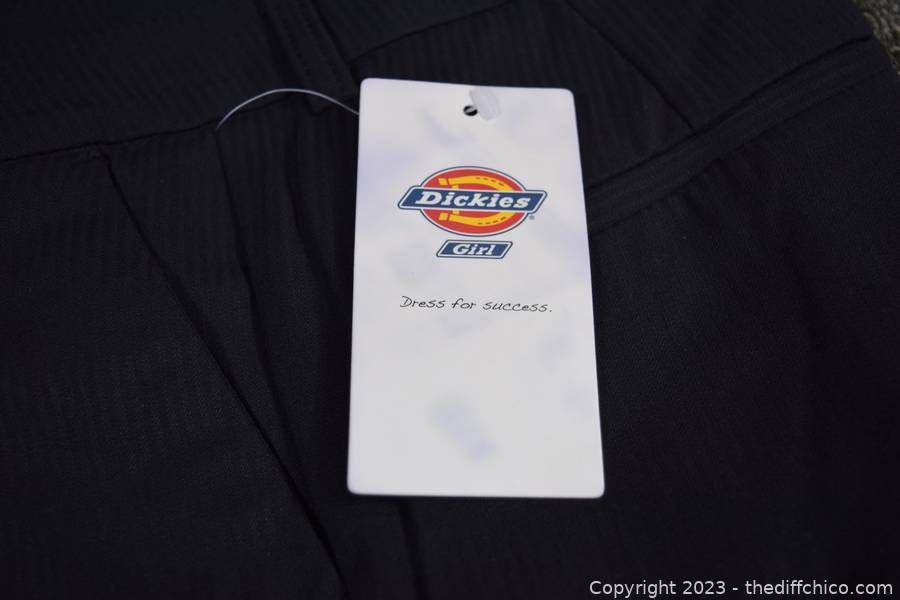 Dickies®
Girl
Dress for success.
Copyright 2023 - thediffchico.com